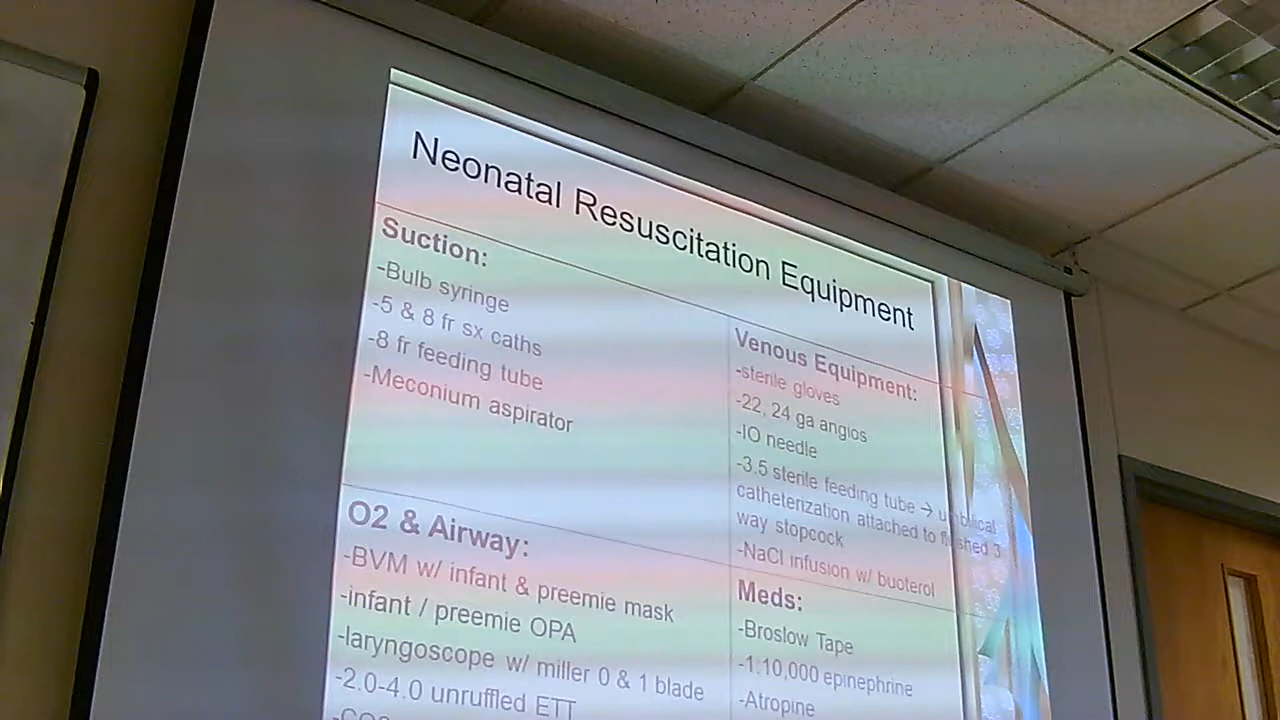 Neonatal Resuscitation Equipment
Suction:
-Bulb syringe
-5 & 8 fr sx caths
-8 fr feeding tube
-Meconium aspirator
Venous Equipment:
-sterile gloves
-22, 24 ga angios
-IO needle
-3.5 sterile feeding tube → umbilical
catheterization attached to flushed 3
way stopcock
-NaCl infusion w/ buoterol
O2 & Airway:
-BVM w/ infant & preemie mask
-infant / preemie OPA
-laryngoscope w/ miller 0 & 1 blade
-2.0-4.0 unruffled ETT
Meds:
-Broslow Tape
-1:10,000 epinephrine
-Atropine